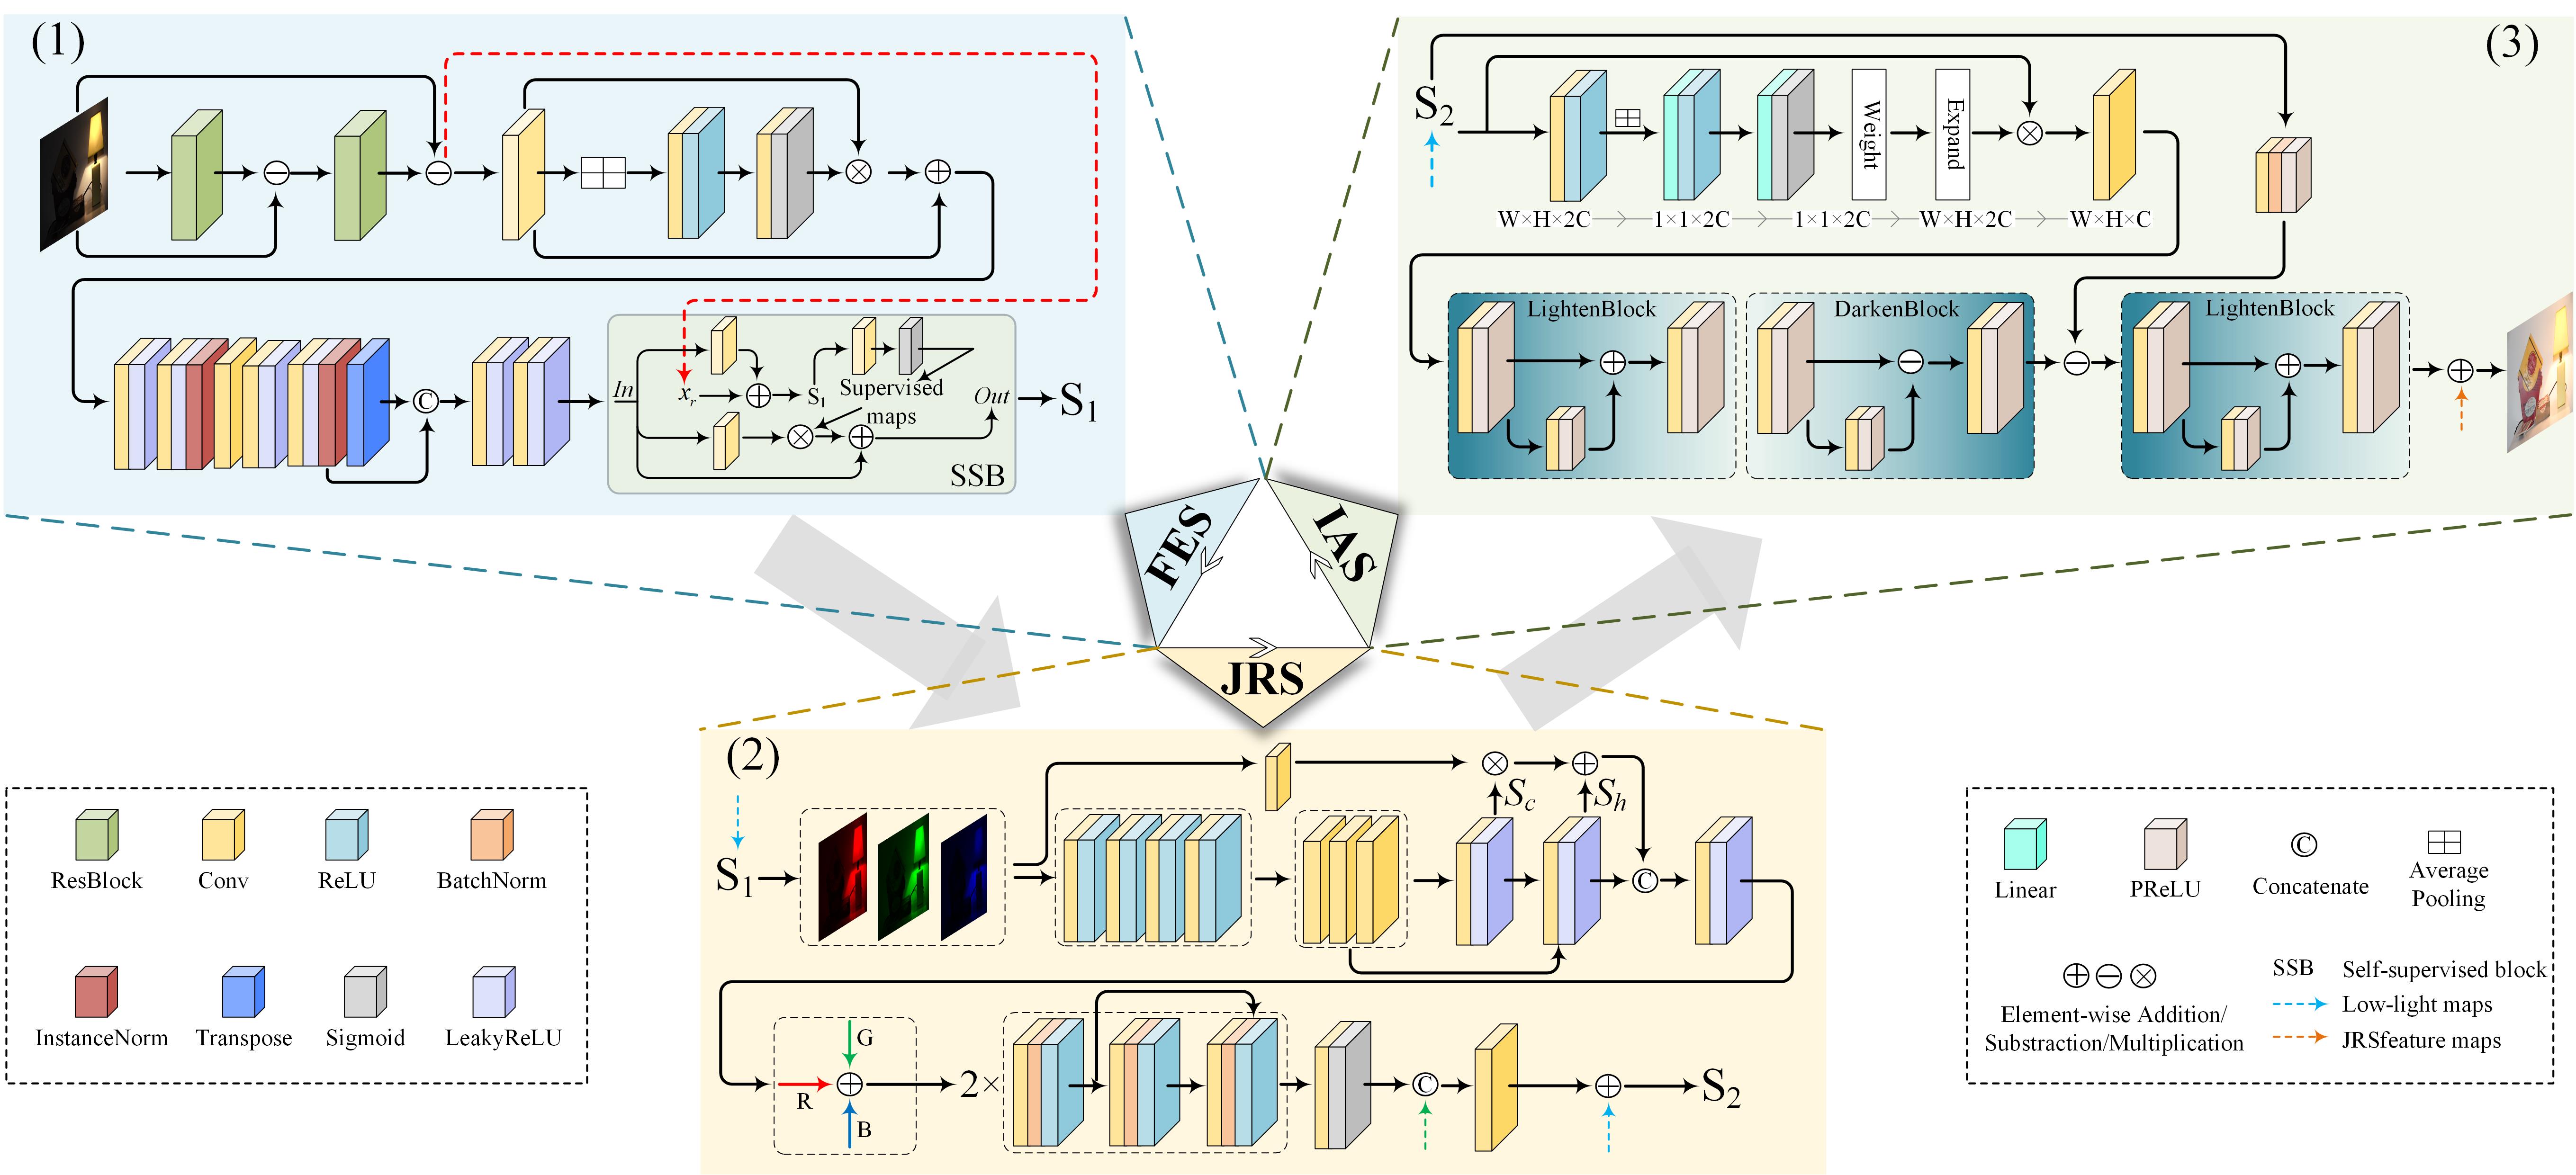 (1)
In
x_r
S_1
Supervised
maps
Out
SSB
S_1
(3)
S_2
Weight
Expand
W×H×2C
1×1×2C
1×1×2C
W×H×2C
W×H×C
LightenBlock
DarkenBlock
LightenBlock
FES
IAS
JRS
(2)
S_c
S_h
S_1
G
R
B
2×
S_2
ResBlock
Conv
ReLU
BatchNorm
InstanceNorm
Transpose
Sigmoid
LeakyReLU
Linear
PReLU
C
Concatenate
Average
Pooling
Element-wise Addition/
Substraction/Multiplication
SSB Self-supervised block
Low-light maps
JRSfeature maps
C
C
C